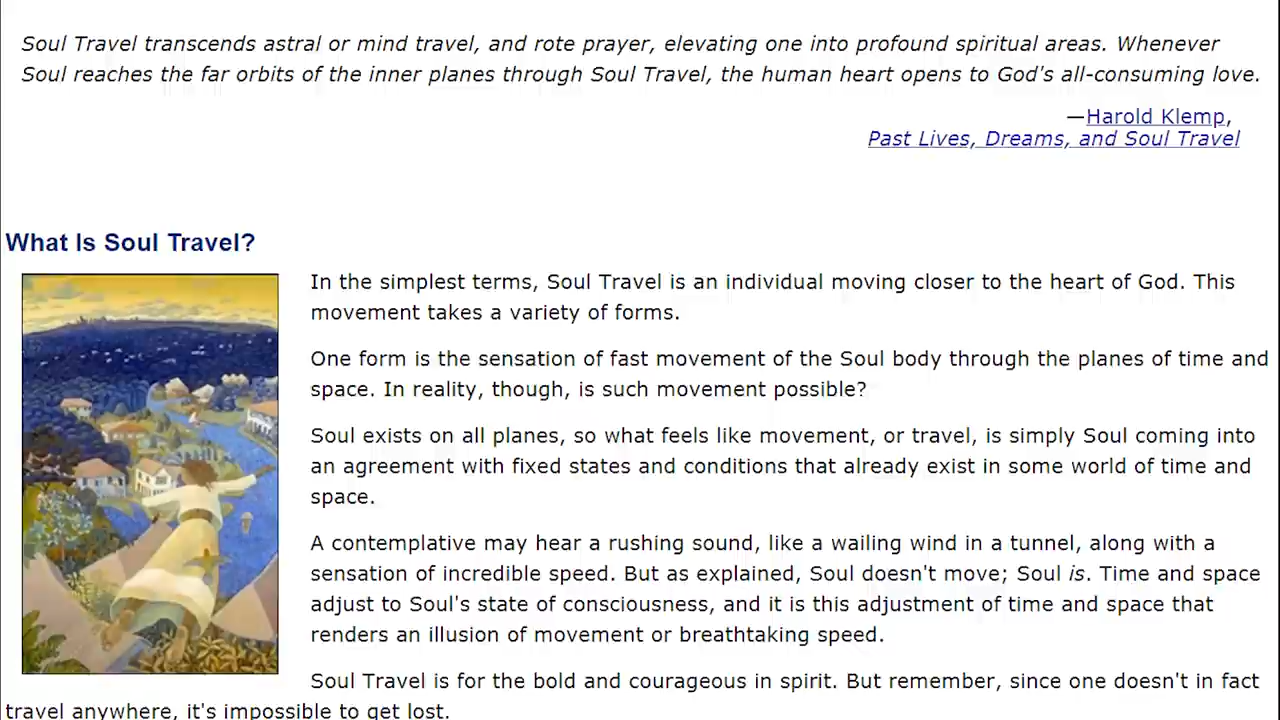 Soul Travel transcends astral or mind travel, and rote prayer, elevating one into profound spiritual areas. Whenever
Soul reaches the far orbits of the inner planes through Soul Travel, the human heart opens to God's all-consuming love.
—Harold Klemp,
Past Lives, Dreams, and Soul Travel
What Is Soul Travel?
In the simplest terms, Soul Travel is an individual moving closer to the heart of God. This
movement takes a variety of forms.
One form is the sensation of fast movement of the Soul body through the planes of time and
space. In reality, though, is such movement possible?
Soul exists on all planes, so what feels like movement, or travel, is simply Soul coming into
an agreement with fixed states and conditions that already exist in some world of time and
space.
A contemplative may hear a rushing sound, like a wailing wind in a tunnel, along with a
sensation of incredible speed. But as explained, Soul doesn't move; Soul is. Time and space
adjust to Soul's state of consciousness, and it is this adjustment of time and space that
renders an illusion of movement or breathtaking speed.
Soul Travel is for the bold and courageous in spirit. But remember, since one doesn't in fact
travel anywhere, it's impossible to get lost.